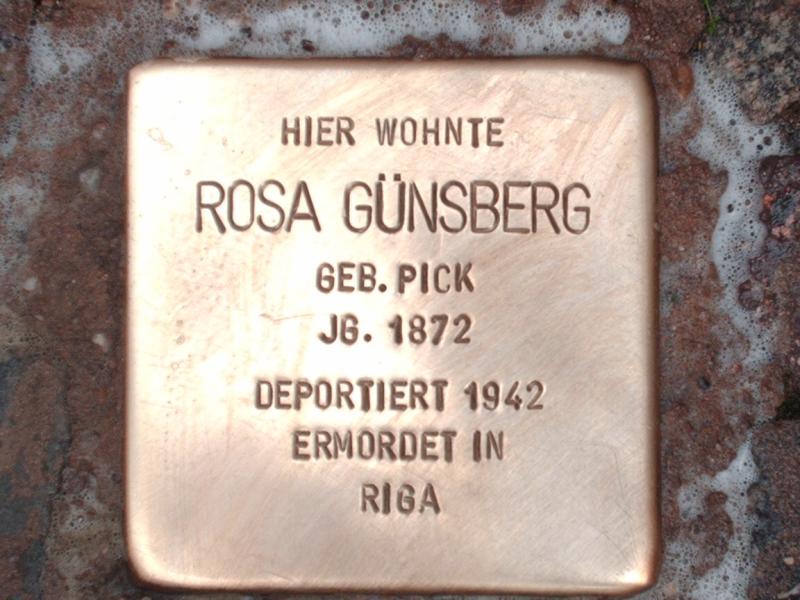 HIER WOHNTE
ROSA GÜNSBERG
GEB. PICK
JG. 1872
DEPORTIERT 1942
ERMORDET IN
RIGA